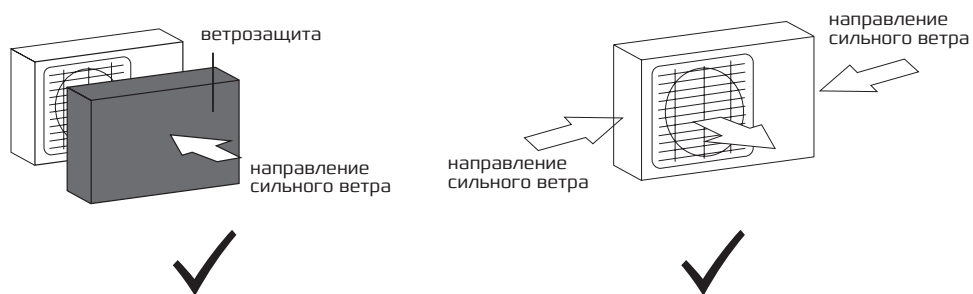 ветрозащита
направление
сильного ветра
направление
сильного ветра
направление
сильного ветра